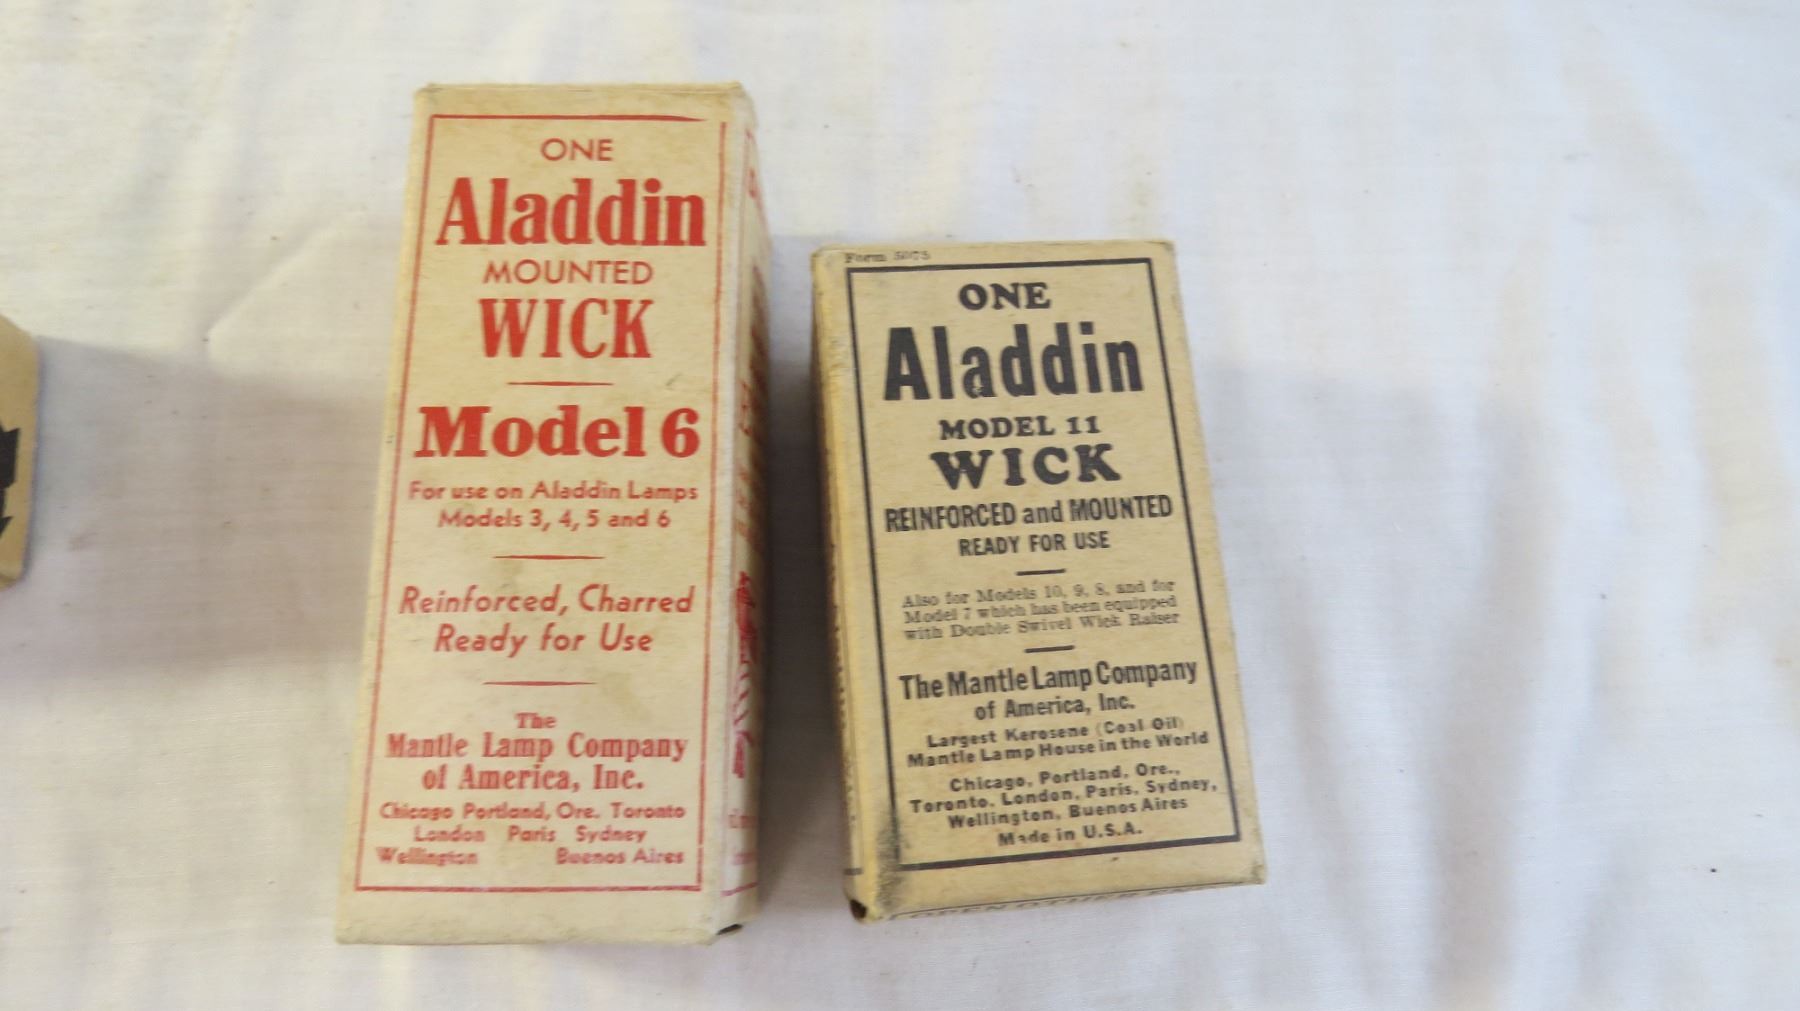 ONE
Aladdin
MOUNTED
WICK
Model 6
For use on Aladdin Lamps
Models 3, 4, 5 and 6
Reinforced, Charred
Ready for Use
The
Mantle Lamp Company
of America, Inc.
Chicago Portland, Ore. Toronto
London Paris Sydney
Wellington Buenos Aires
Form 5075
ONE
Aladdin
MODEL 11
WICK
REINFORCED and MOUNTED
READY FOR USE
Also for Models 10, 9, 8, and for
Model 7 which has been equipped
with Double Swivel Wick Raiser
The Mantle Lamp Company
of America, Inc.
Largest Kerosene (Coal Oil)
Mantle Lamp House in the World
Chicago, Portland, Ore.,
Toronto, London, Paris, Sydney,
Wellington, Buenos Aires
Made in U.S.A.
OPEN OTHER END